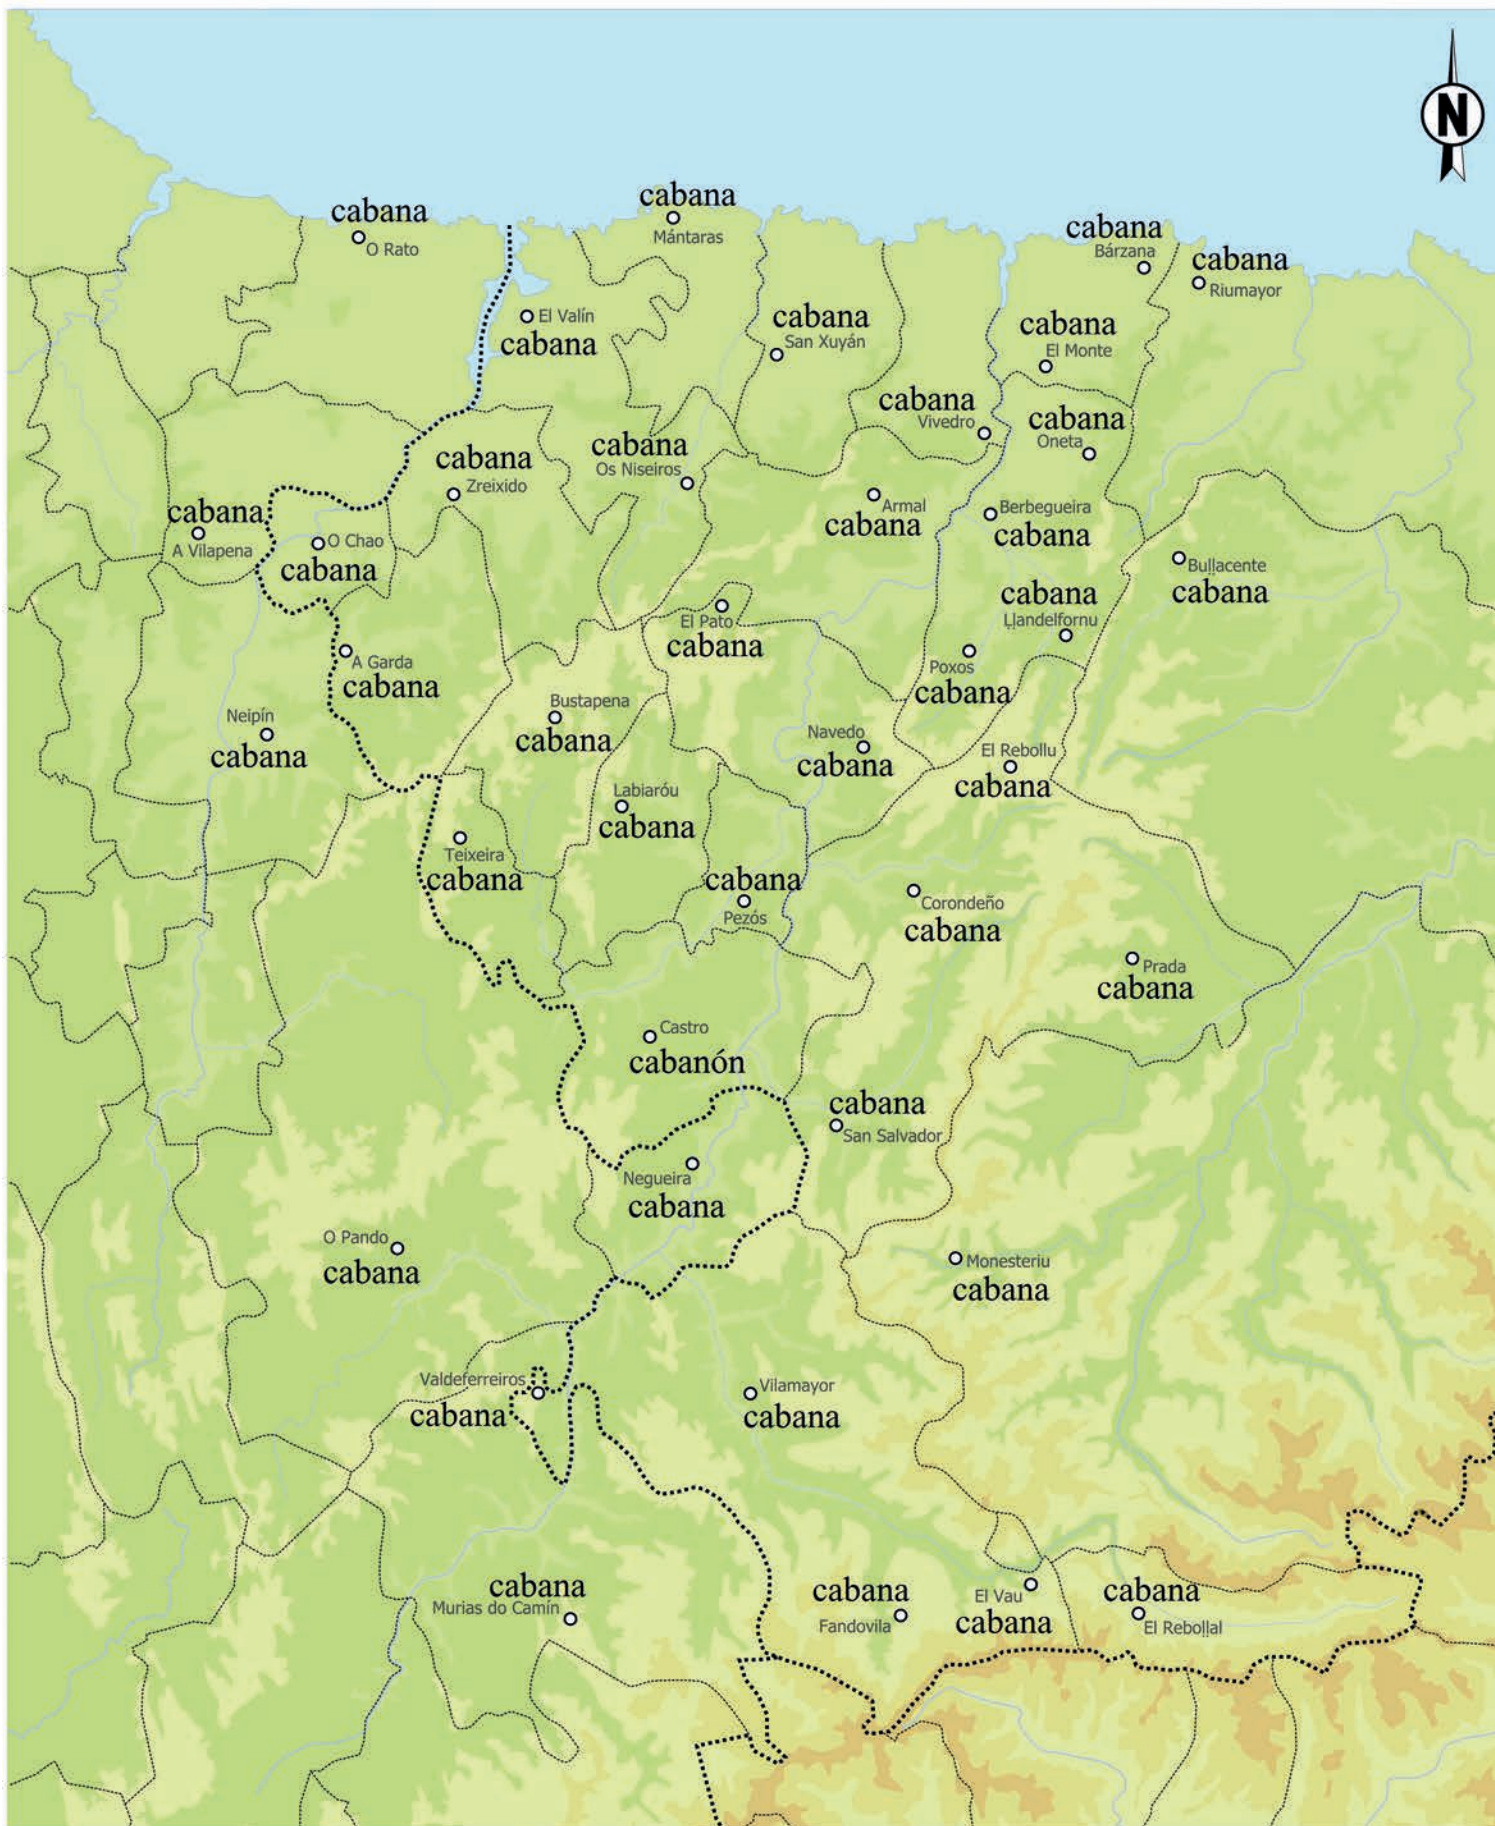 N
cabana
O Rato
cabana
Mántaras
cabana
Bárzana
cabana
Riumayor
El Valín
cabana
cabana
San Xuyán
cabana
El Monte
cabana
Vivedro
cabana
Oneta
cabana
Zreixido
cabana
Os Niseiros
cabana
A Vilapena
O Chao
cabana
Armal
cabana
Berbegueira
cabana
Buḷḷacente
cabana
cabana
Ḷḷandelfornu
El Pato
cabana
A Garda
cabana
Poxos
cabana
Neipín
cabana
Bustapena
cabana
Navedo
cabana
El Rebollu
cabana
Labiaróu
cabana
Teixeira
cabana
cabana
Pezós
Corondeño
cabana
Prada
cabana
Castro
cabanón
cabana
San Salvador
Negueira
cabana
O Pando
cabana
Monesteriu
cabana
Valdeferreiros
cabana
Vilamayor
cabana
cabana
Murias do Camín
cabana
Fandovila
El Vau
cabana
cabana
El Reboḷḷal